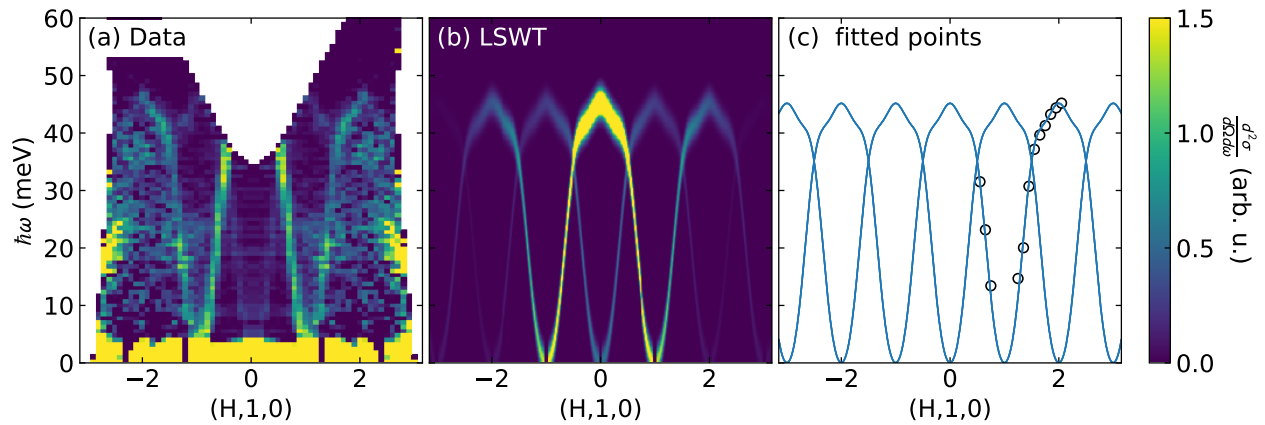 (a) Data
(b) LSWT
(c) fitted points
60
50
40
30
20
10
0
ħω (meV)
−2
0
2
(H,1,0)
−2
0
2
(H,1,0)
−2
0
2
(H,1,0)
1.5
1.0
0.5
0.0
d²σ/dΩdω (arb. u.)